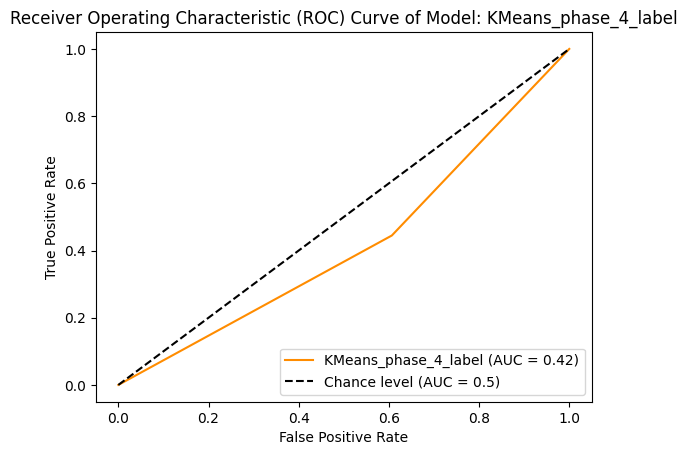 Receiver Operating Characteristic (ROC) Curve of Model: KMeans_phase_4_label
1.0
0.8
0.6
0.4
0.2
0.0
True Positive Rate
KMeans_phase_4_label (AUC = 0.42)
Chance level (AUC = 0.5)
0.0 0.2 0.4 0.6 0.8 1.0
False Positive Rate